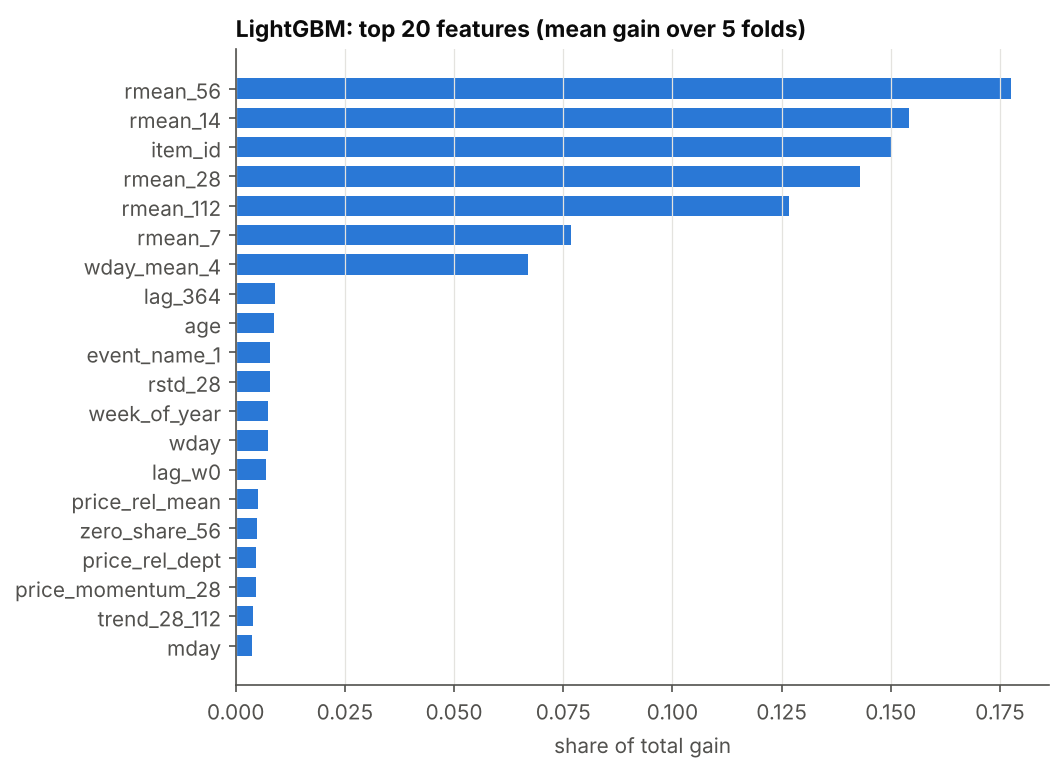 LightGBM: top 20 features (mean gain over 5 folds)
rmean_56
rmean_14
item_id
rmean_28
rmean_112
rmean_7
wday_mean_4
lag_364
age
event_name_1
rstd_28
week_of_year
wday
lag_w0
price_rel_mean
zero_share_56
price_rel_dept
price_momentum_28
trend_28_112
mday
0.000 0.025 0.050 0.075 0.100 0.125 0.150 0.175
share of total gain